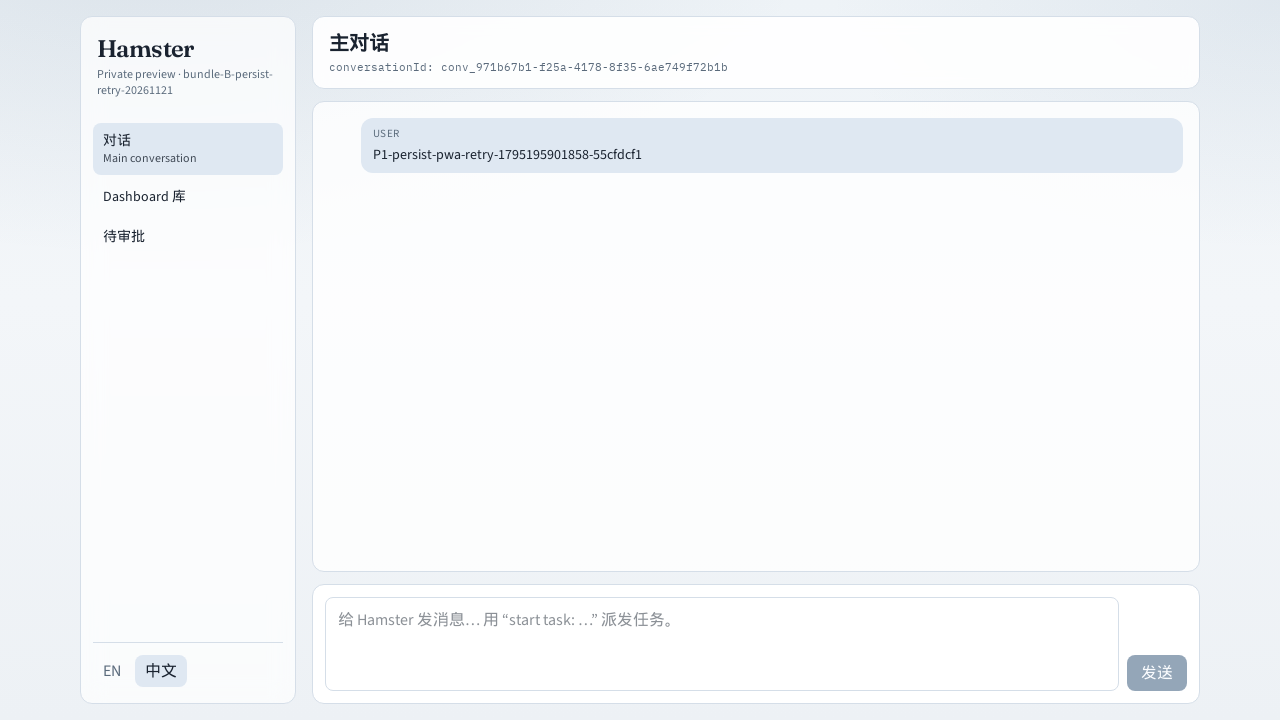 Hamster
Private preview · bundle-B-persist-
retry-20261121
对话
Main conversation
Dashboard 库
待审批
EN
中文
主对话
conversationId: conv_971b67b1-f25a-4178-8f35-6ae749f72b1b
USER
P1-persist-pwa-retry-1795195901858-55cfdcf1
给 Hamster 发消息… 用 “start task: …” 派发任务。
发送